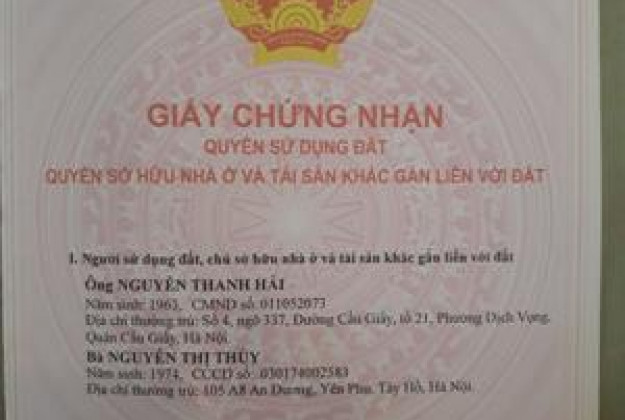 GIẤY CHỨNG NHẬN
QUYỀN SỬ DỤNG ĐẤT
QUYỀN SỞ HỮU NHÀ Ở VÀ TÀI SẢN KHÁC GẮN LIỀN VỚI ĐẤT
I. Người sử dụng đất, chủ sở hữu nhà ở và tài sản khác gắn liền với đất
Ông NGUYỄN THANH HẢI
Năm sinh: 1963, CMND số: 011052073
Địa chỉ thường trú: Số 4, ngõ 337, Đường Cầu Giấy, tổ 21, Phường Dịch Vọng,
Quận Cầu Giấy, Hà Nội.
Bà NGUYỄN THỊ THỦY
Năm sinh: 1974, CCCD số: 030174002583
Địa chỉ thường trú: 105 A8 An Dương, Yên Phụ, Tây Hồ, Hà Nội.